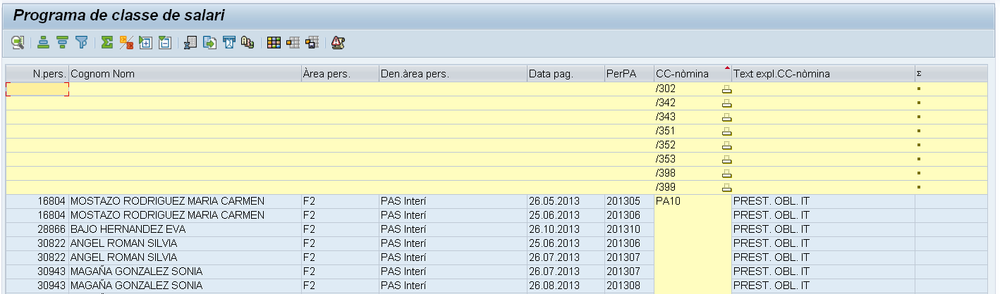 Programa de classe de salari
N.pers. Cognom Nom Àrea pers. Den.àrea pers. Data pag. PerPA CC-nòmina Text expl.CC-nòmina Σ
/302
/342
/343
/351
/352
/353
/398
/399
16804 MOSTAZO RODRIGUEZ MARIA CARMEN F2 PAS Interí 26.05.2013 201305 PA10 PREST. OBL. IT
16804 MOSTAZO RODRIGUEZ MARIA CARMEN F2 PAS Interí 25.06.2013 201306 PREST. OBL. IT
28866 BAJO HERNANDEZ EVA F2 PAS Interí 26.10.2013 201310 PREST. OBL. IT
30822 ANGEL ROMAN SILVIA F2 PAS Interí 25.06.2013 201306 PREST. OBL. IT
30822 ANGEL ROMAN SILVIA F2 PAS Interí 26.07.2013 201307 PREST. OBL. IT
30943 MAGAÑA GONZALEZ SONIA F2 PAS Interí 26.07.2013 201307 PREST. OBL. IT
30943 MAGAÑA GONZALEZ SONIA F2 PAS Interí 26.08.2013 201308 PREST. OBL. IT